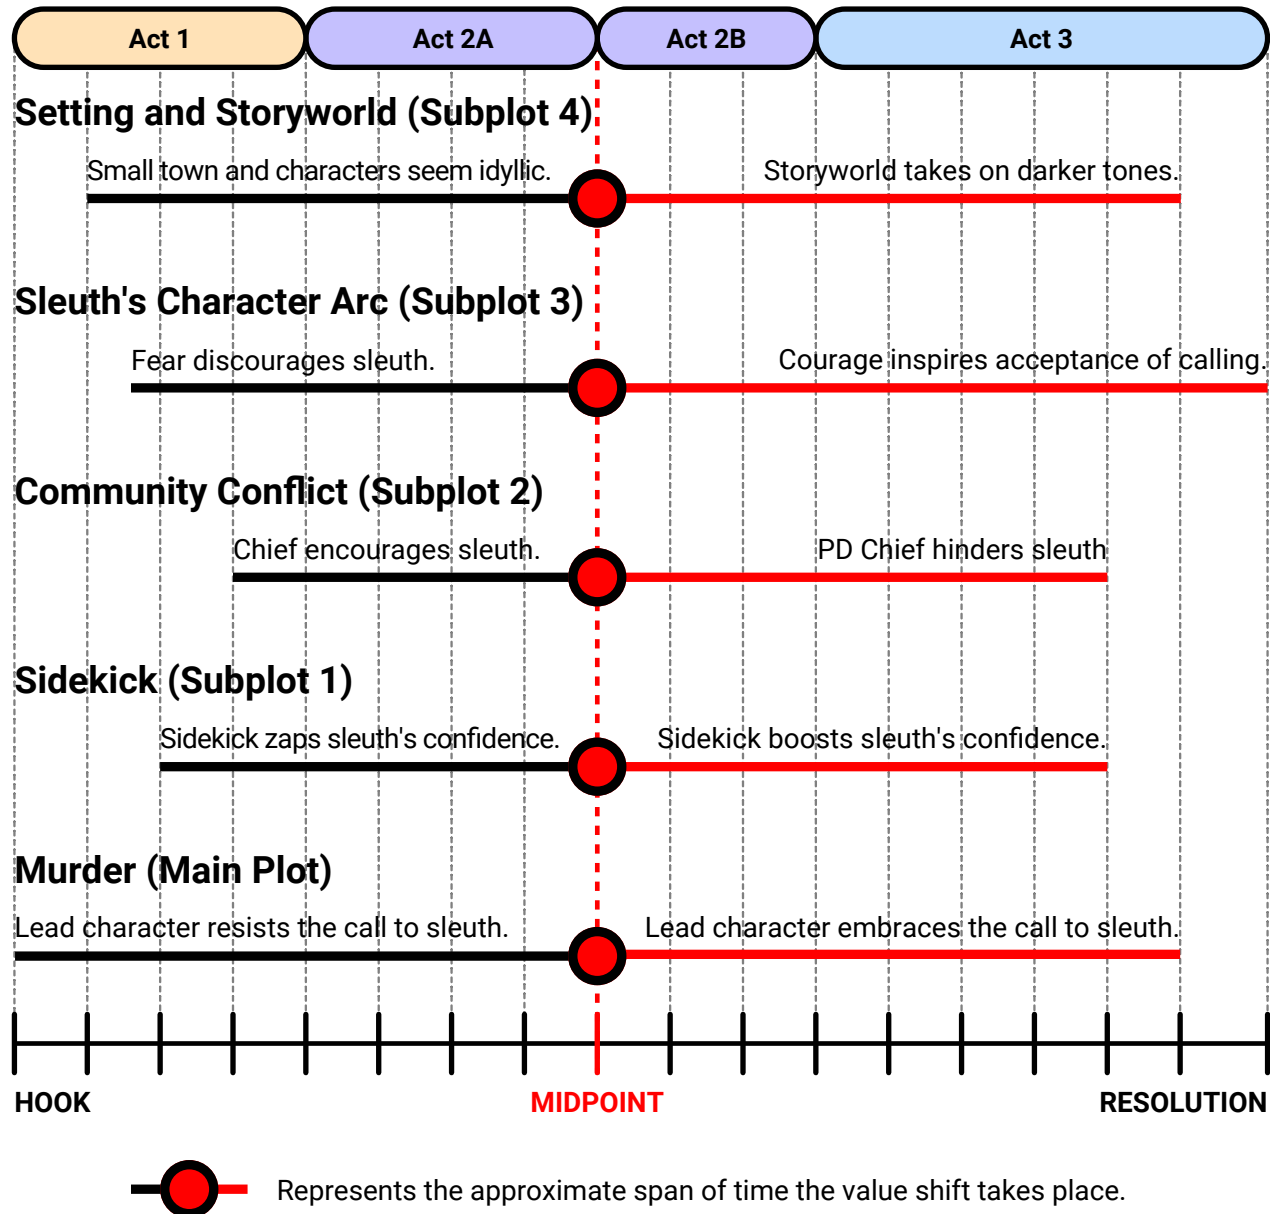 Act 1
Act 2A
Act 2B
Act 3
Setting and Storyworld (Subplot 4)
Small town and characters seem idyllic.
Storyworld takes on darker tones.
Sleuth's Character Arc (Subplot 3)
Fear discourages sleuth.
Courage inspires acceptance of calling.
Community Conflict (Subplot 2)
Chief encourages sleuth.
PD Chief hinders sleuth
Sidekick (Subplot 1)
Sidekick zaps sleuth's confidence.
Sidekick boosts sleuth's confidence.
Murder (Main Plot)
Lead character resists the call to sleuth.
Lead character embraces the call to sleuth.
HOOK
MIDPOINT
RESOLUTION
Represents the approximate span of time the value shift takes place.